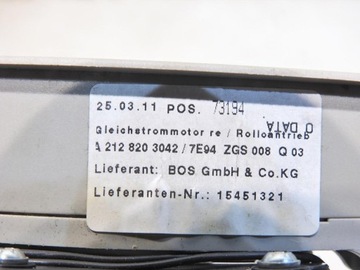 25.03.11 POS. 73194
O DATA
Gleichstrommotor re / Rolloantrieb
A 212 820 3042 / 7E94 ZGS 008 Q 03
Lieferant: BOS GmbH & Co.KG
Lieferanten-Nr.: 15451321